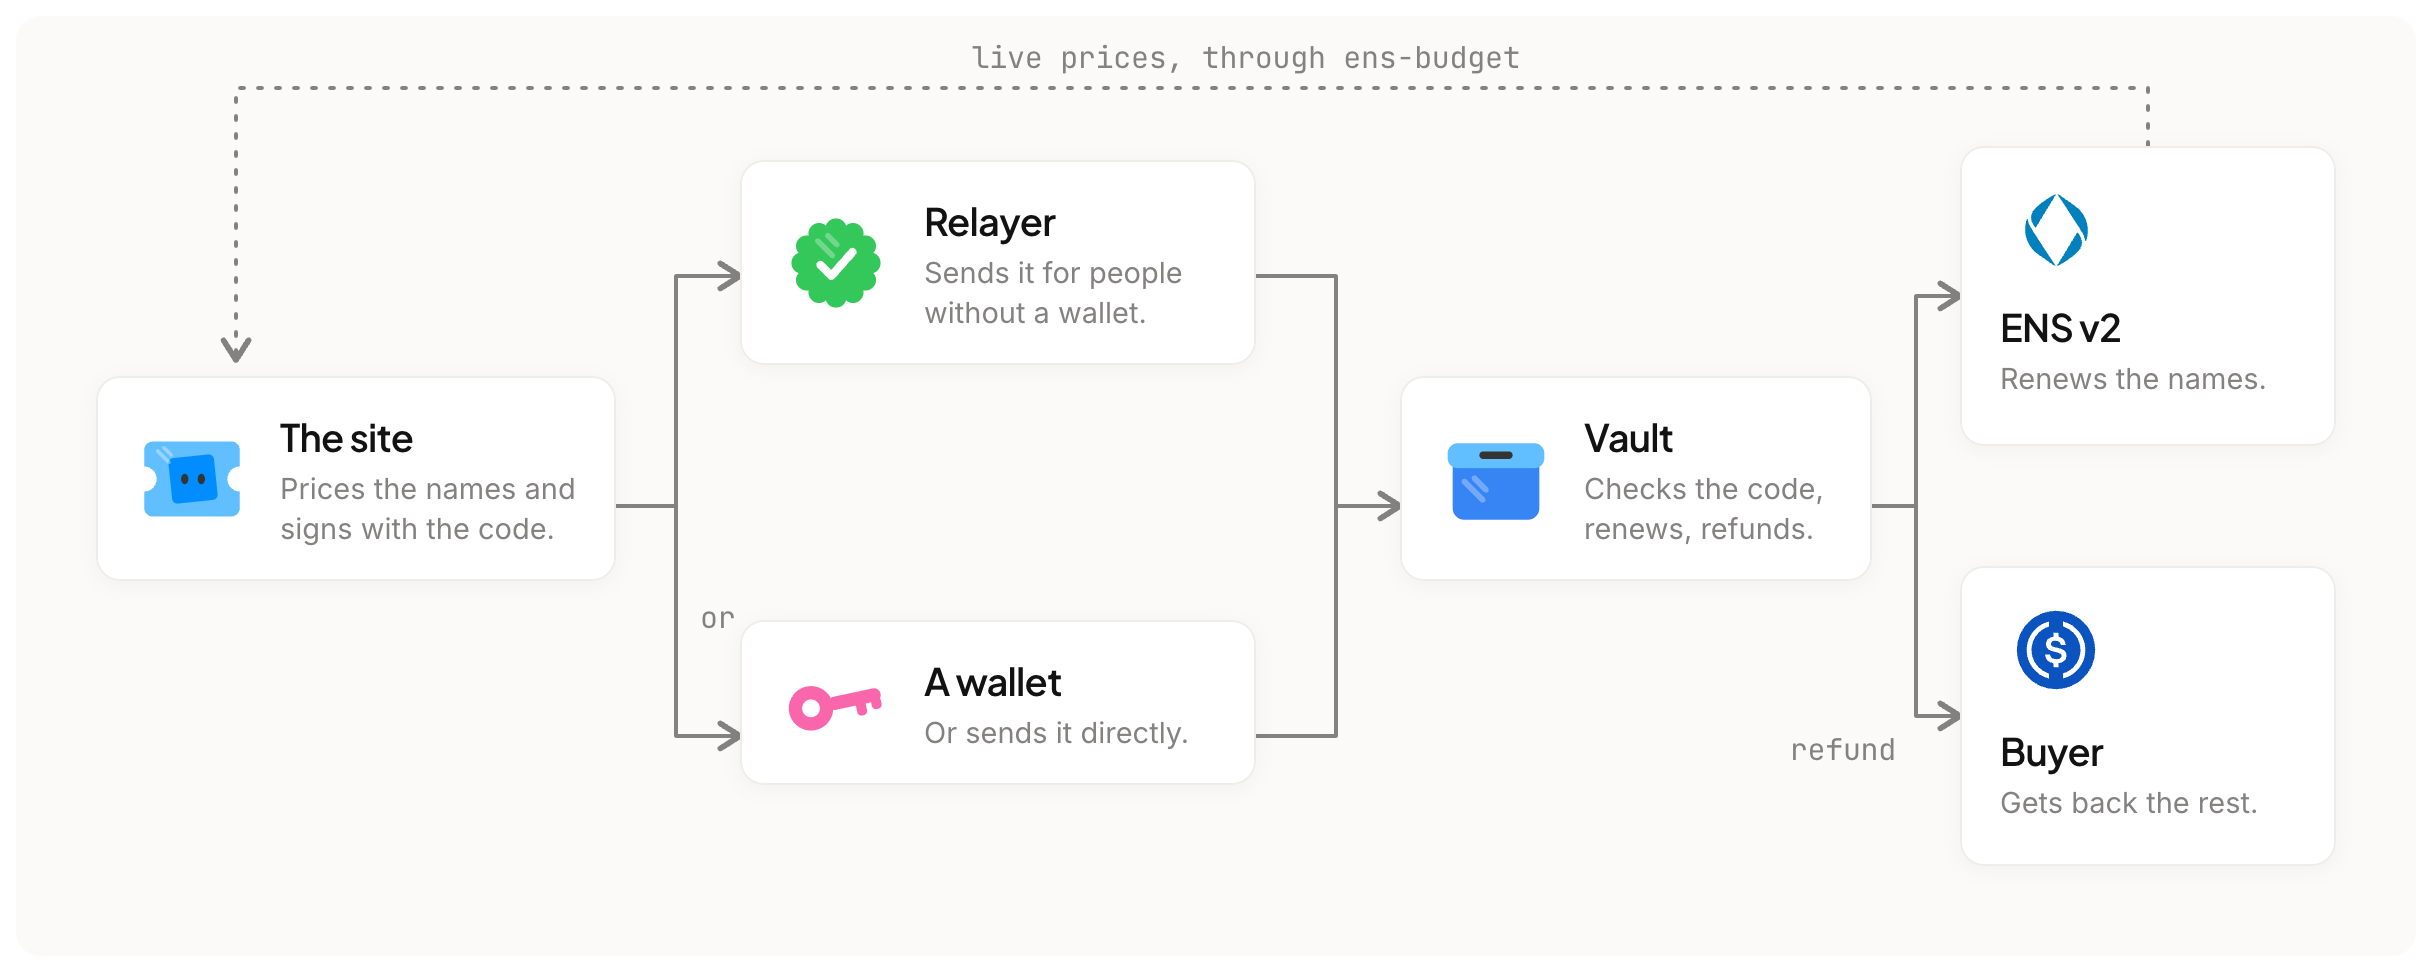 live prices, through ens-budget
The site
Prices the names and
signs with the code.
Relayer
Sends it for people
without a wallet.
or
A wallet
Or sends it directly.
Vault
Checks the code,
renews, refunds.
ENS v2
Renews the names.
refund
$
Buyer
Gets back the rest.